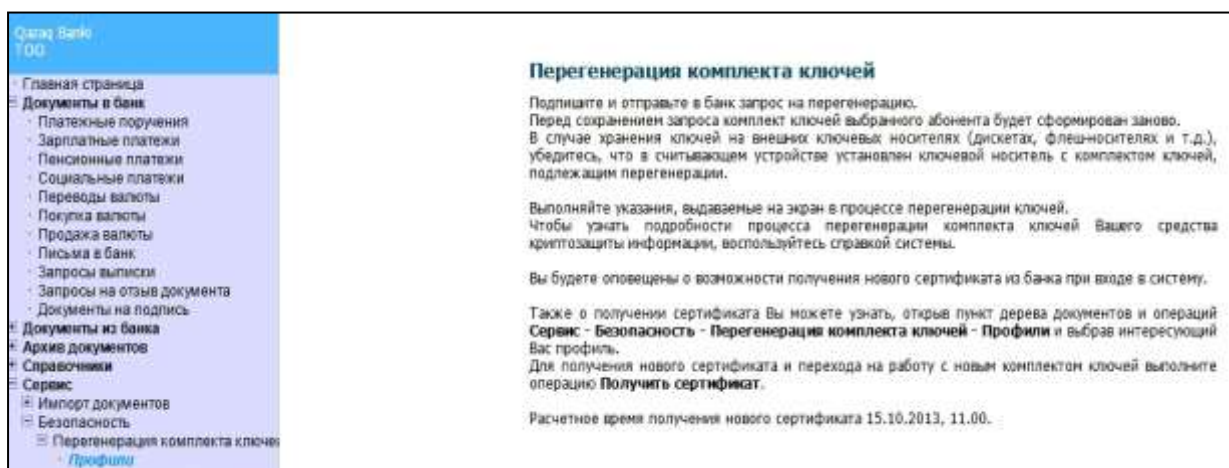 Qazaq Banki
ТОО
Главная страница
Документы в банк
Платежные поручения
Зарплатные платежи
Пенсионные платежи
Социальные платежи
Переводы валюты
Покупка валюты
Продажа валюты
Письма в банк
Запросы выписки
Запросы на отзыв документа
Документы на подпись
Документы из банка
Архив документов
Справочники
Сервис
Импорт документов
Безопасность
Перегенерация комплекта ключей
Профили
Перегенерация комплекта ключей
Подпишите и отправьте в банк запрос на перегенерацию.
Перед сохранением запроса комплект ключей выбранного абонента будет сформирован заново.
В случае хранения ключей на внешних ключевых носителях (дискетах, флеш-носителях и т.д.),
убедитесь, что в считывающем устройстве установлен ключевой носитель с комплектом ключей,
подлежащим перегенерации.
Выполняйте указания, выдаваемые на экран в процессе перегенерации ключей.
Чтобы узнать подробности процесса перегенерации комплекта ключей Вашего средства
криптозащиты информации, воспользуйтесь справкой системы.
Вы будете оповещены о возможности получения нового сертификата из банка при входе в систему.
Также о получении сертификата Вы можете узнать, открыв пункт дерева документов и операций
Сервис - Безопасность - Перегенерация комплекта ключей - Профили и выбрав интересующий
Вас профиль.
Для получения нового сертификата и перехода на работу с новым комплектом ключей выполните
операцию Получить сертификат.
Расчетное время получения нового сертификата 15.10.2013, 11.00.